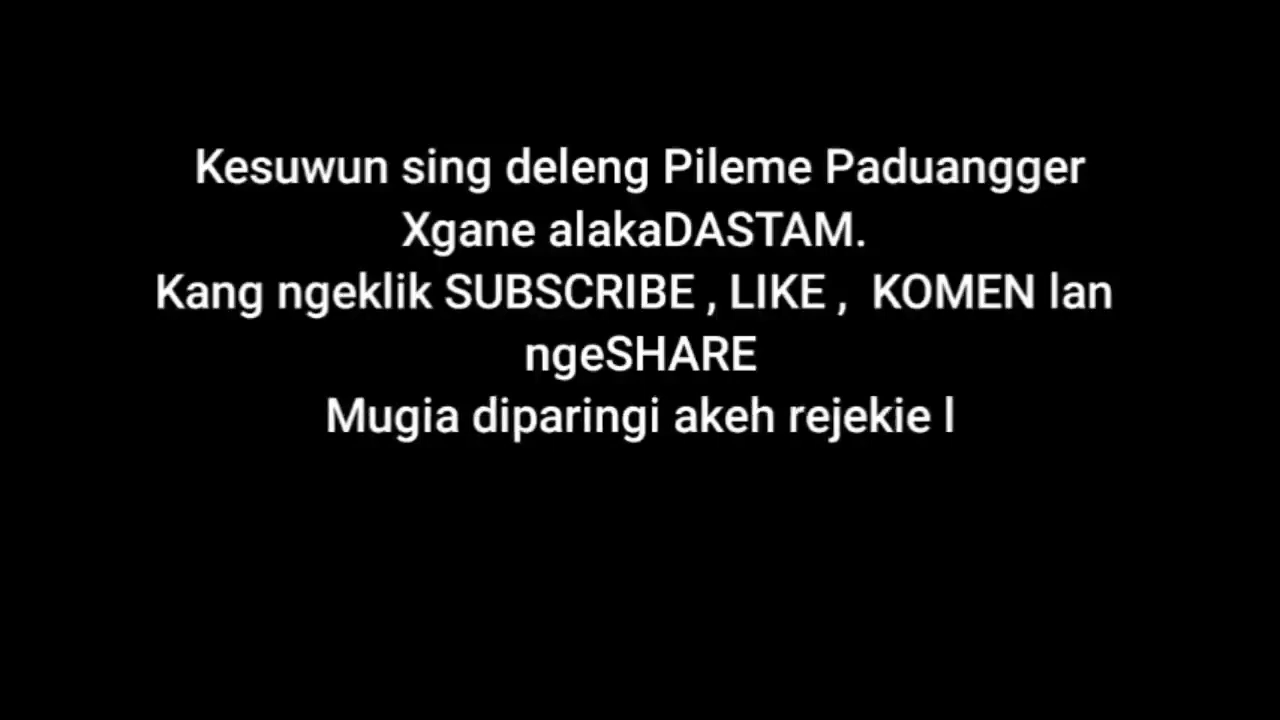 Kesuwun sing deleng Pileme Paduangger
Xgane alakaDASTAM.
Kang ngeklik SUBSCRIBE , LIKE ,  KOMEN lan
ngeSHARE
Mugia diparingi akeh rejekie l